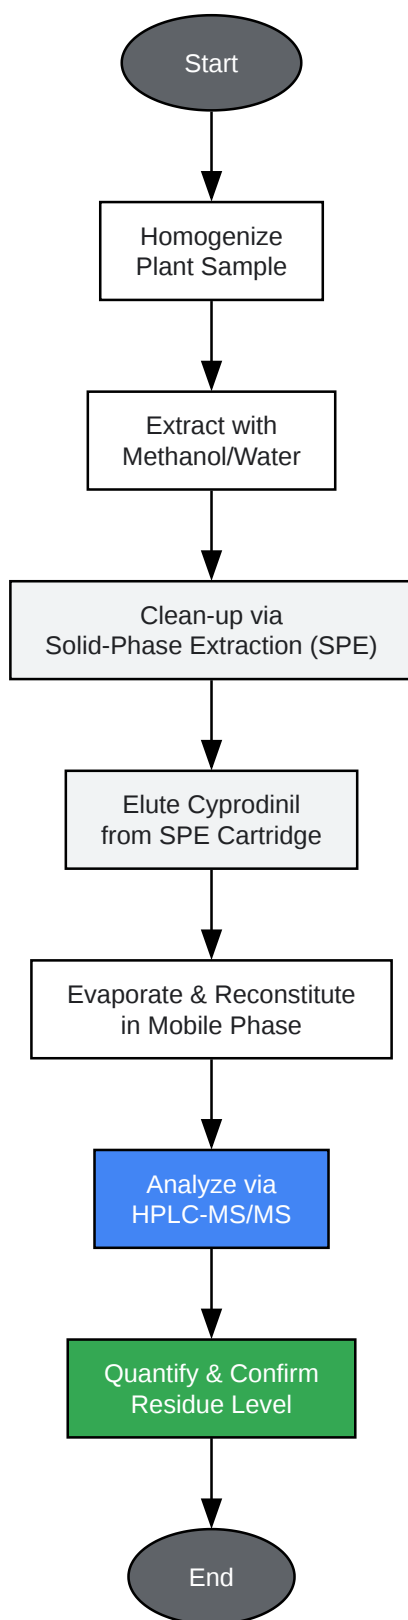 Start
Homogenize
Plant Sample
Extract with
Methanol/Water
Clean-up via
Solid-Phase Extraction (SPE)
Elute Cyprodinil
from SPE Cartridge
Evaporate & Reconstitute
in Mobile Phase
Analyze via
HPLC-MS/MS
Quantify & Confirm
Residue Level
End